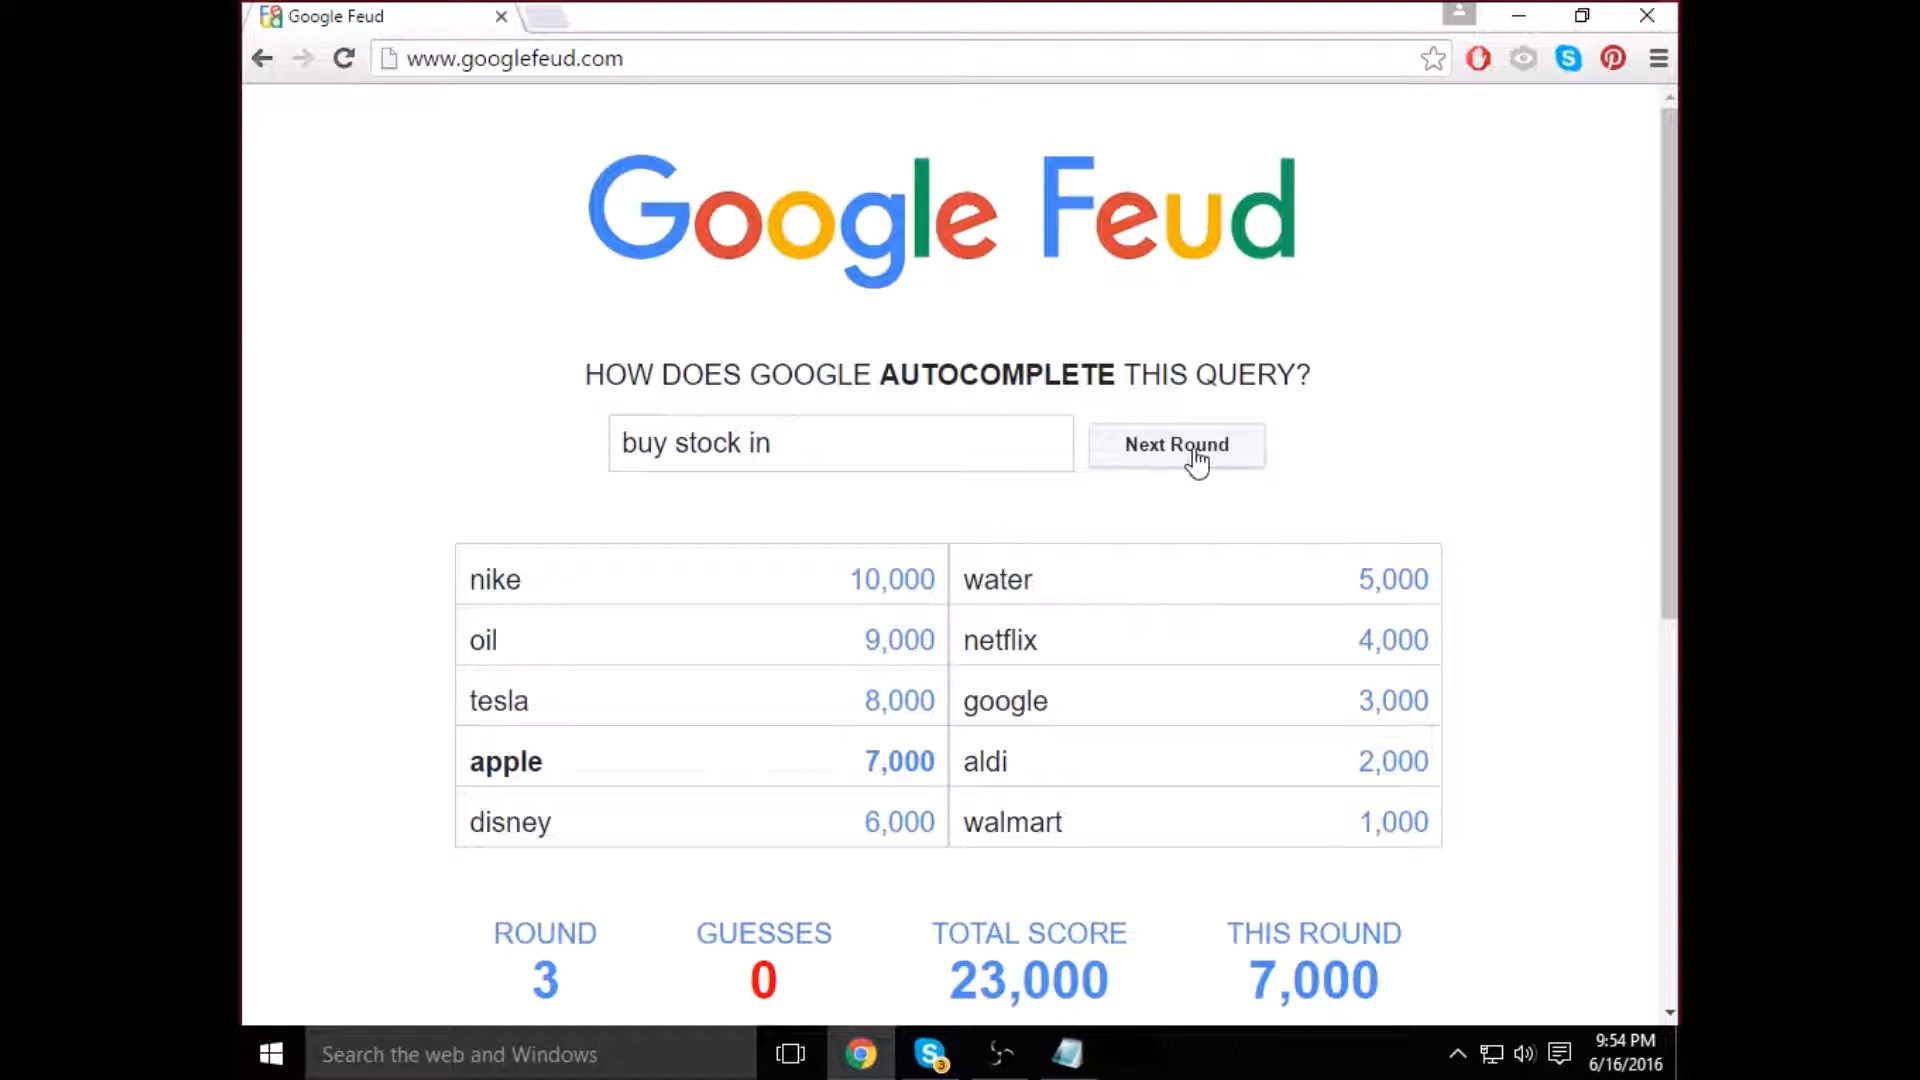 Google Feud
www.googlefeud.com
Google Feud
HOW DOES GOOGLE AUTOCOMPLETE THIS QUERY?
buy stock in
Next Round
nike 10,000 water 5,000
oil 9,000 netflix 4,000
tesla 8,000 google 3,000
apple 7,000 aldi 2,000
disney 6,000 walmart 1,000
ROUND GUESSES TOTAL SCORE THIS ROUND
3 0 23,000 7,000
Search the web and Windows
3
9:54 PM
6/16/2016